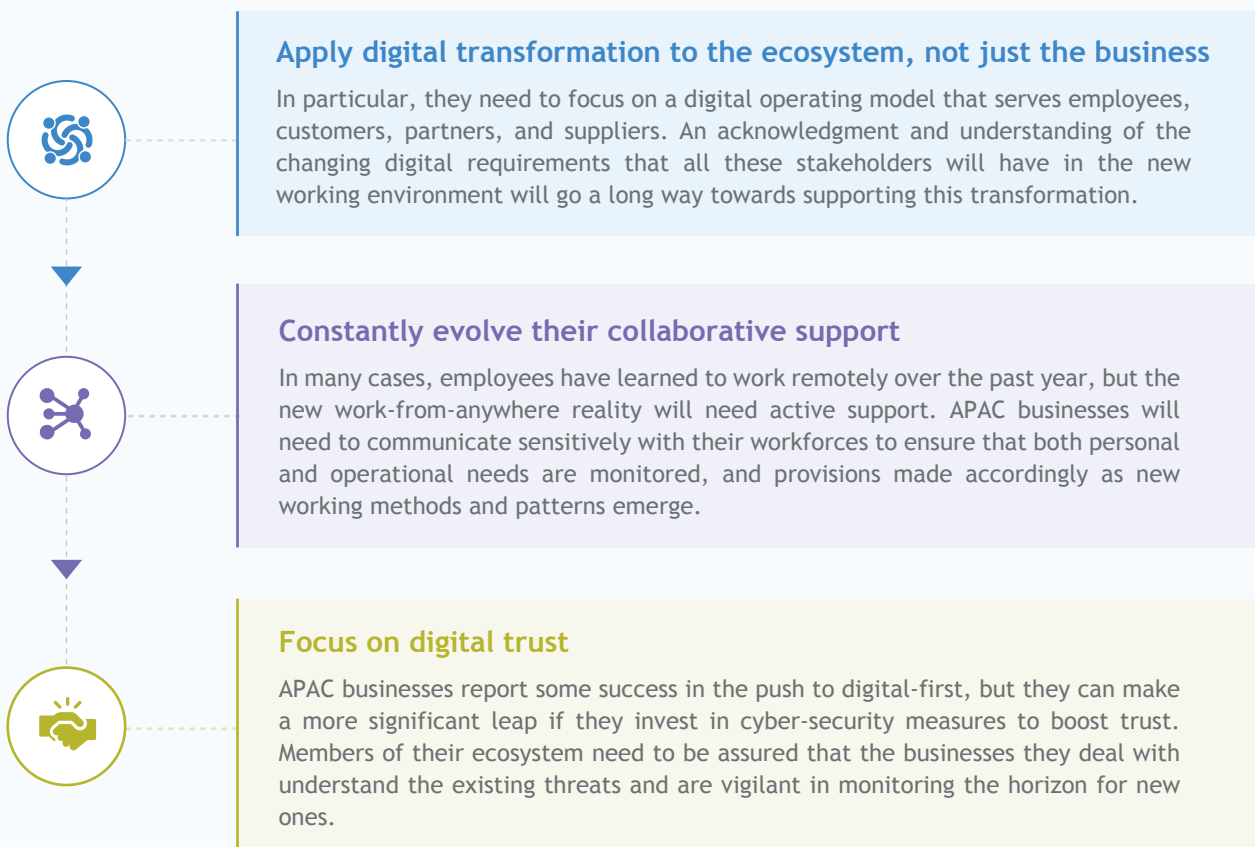 Apply digital transformation to the ecosystem, not just the business
In particular, they need to focus on a digital operating model that serves employees,
customers, partners, and suppliers. An acknowledgment and understanding of the
changing digital requirements that all these stakeholders will have in the new
working environment will go a long way towards supporting this transformation.
Constantly evolve their collaborative support
In many cases, employees have learned to work remotely over the past year, but the
new work-from-anywhere reality will need active support. APAC businesses will
need to communicate sensitively with their workforces to ensure that both personal
and operational needs are monitored, and provisions made accordingly as new
working methods and patterns emerge.
Focus on digital trust
APAC businesses report some success in the push to digital-first, but they can make
a more significant leap if they invest in cyber-security measures to boost trust.
Members of their ecosystem need to be assured that the businesses they deal with
understand the existing threats and are vigilant in monitoring the horizon for new
ones.